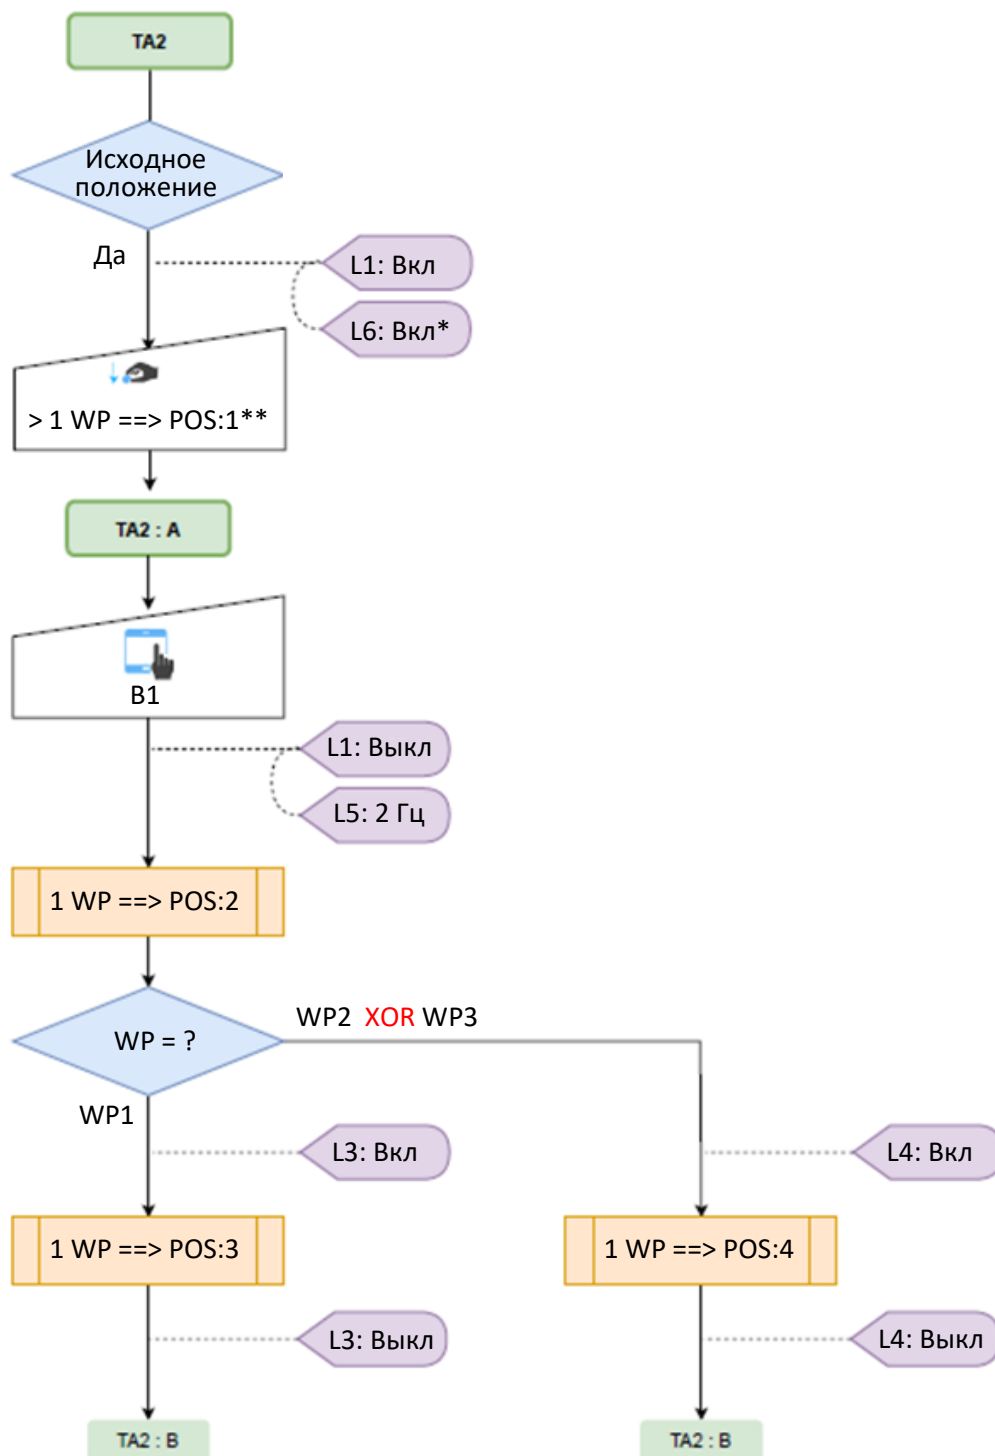 TA2
Исходное
положение
Да
L1: Вкл
L6: Вкл*
> 1 WP ==> POS:1**
TA2 : A
B1
L1: Выкл
L5: 2 Гц
1 WP ==> POS:2
WP = ?
WP2 XOR WP3
WP1
L3: Вкл
L4: Вкл
1 WP ==> POS:3
1 WP ==> POS:4
L3: Выкл
L4: Выкл
TA2 : B
TA2 : B